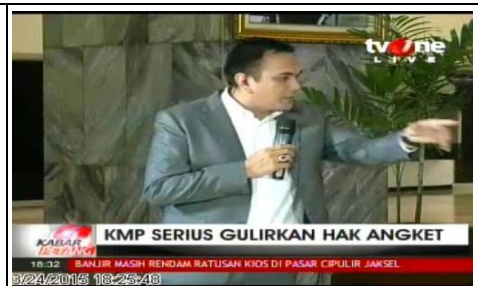 tvOne
LIVE
KABAR
PETANG
KMP SERIUS GULIRKAN HAK ANGKET
18:32 BANJIR MASIH RENDAM RATUSAN KIOS DI PASAR CIPULIR JAKSEL
3/24/2015 18:25:48